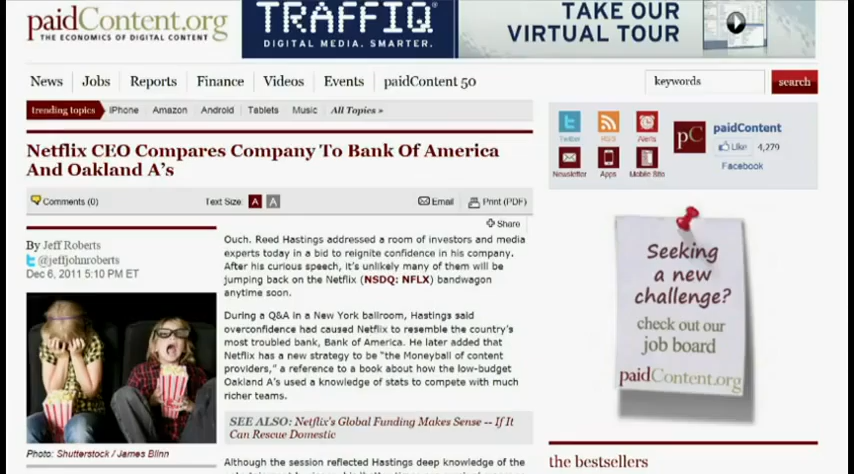 paidContent.org
THE ECONOMICS OF DIGITAL CONTENT
TRAFFIQ
DIGITAL MEDIA. SMARTER.
TAKE OUR
VIRTUAL TOUR
News Jobs Reports Finance Videos Events paidContent 50
keywords search
trending topics iPhone Amazon Android Tablets Music All Topics »
Netflix CEO Compares Company To Bank Of America
And Oakland A's
Comments (0) Text Size A A Email Print (PDF)
Share
By Jeff Roberts
@jeffjohnroberts
Dec 6, 2011 5:10 PM ET
Photo: Shutterstock / James Blinn
Ouch. Reed Hastings addressed a room of investors and media
experts today in a bid to reignite confidence in his company.
After his curious speech, it's unlikely many of them will be
jumping back on the Netflix (NSDQ: NFLX) bandwagon
anytime soon.
During a Q&A in a New York ballroom, Hastings said
overconfidence had caused Netflix to resemble the country's
most troubled bank, Bank of America. He later added that
Netflix has a new strategy to be "the Moneyball of content
providers," a reference to a book about how the low-budget
Oakland A's used a knowledge of stats to compete with much
richer teams.
SEE ALSO: Netflix's Global Funding Makes Sense -- If It
Can Rescue Domestic
Although the session reflected Hastings deep knowledge of the
Twitter RSS Alerts
Newsletter Apps Mobile Site
pC
paidContent
Like 4,279
Facebook
Seeking
a new
challenge?
check out our
job board
paidContent.org
the bestsellers